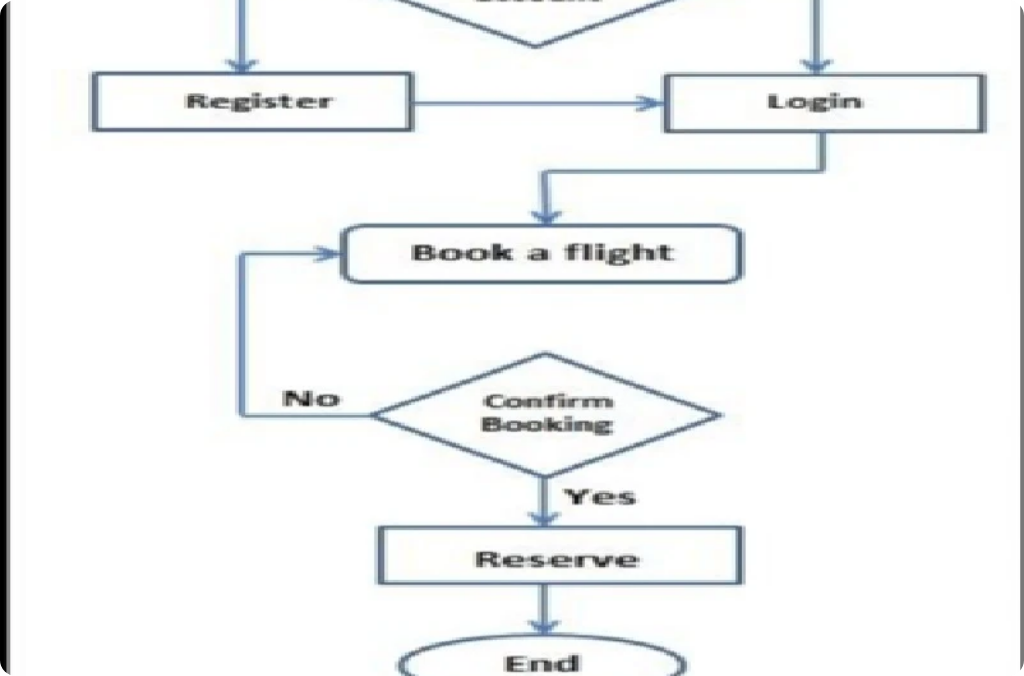 Register
Login
Book a flight
No
Confirm
Booking
Yes
Reserve
End